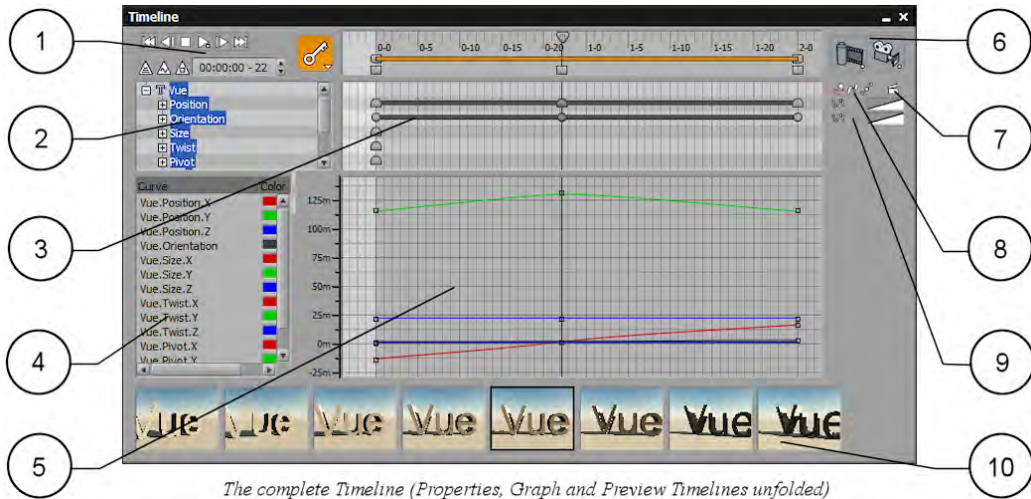 Timeline
1
0-0 0-5 0-10 0-15 0-20 1-0 1-5 1-10 1-15 1-20 2-0
6
00:00:00 - 22
2
Vue
Position
Orientation
Size
Twist
Pivot
7
Curve Color
Vue.Position.X
Vue.Position.Y
Vue.Position.Z
Vue.Orientation
Vue.Size.X
Vue.Size.Y
Vue.Size.Z
Vue.Twist.X
Vue.Twist.Y
Vue.Twist.Z
Vue.Pivot.X
Vue.Pivot.Y
125m
100m
75m
50m
25m
0m
-25m
3
8
4
9
Vue
Vue
Vue
Vue
Vue
Vue
5
10
The complete Timeline (Properties, Graph and Preview Timelines unfolded)